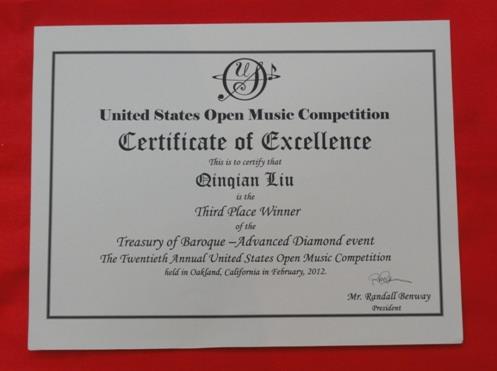 United States Open Music Competition
Certificate of Excellence
This is to certify that
Qinqian Liu
is the
Third Place Winner
of the
Treasury of Baroque –Advanced Diamond event
The Twentieth Annual United States Open Music Competition
held in Oakland, California in February, 2012.
Mr. Randall Benway
President